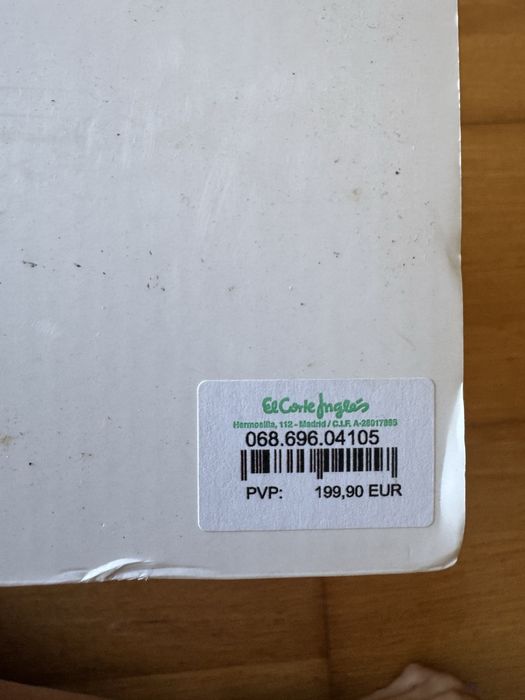 El Corte Inglés
Hermosilla, 112 - Madrid / C.I.F. A-28017895
068.696.04105
PVP: 199,90 EUR